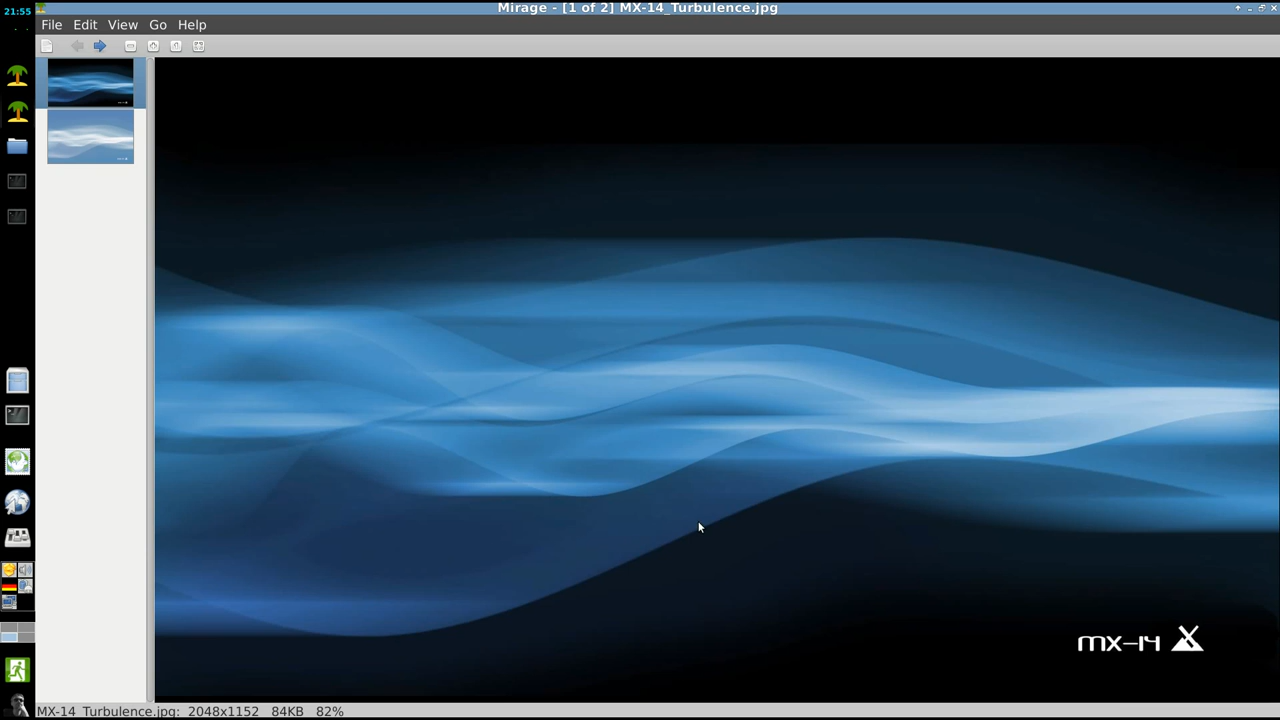 21:55
Mirage - [1 of 2] MX-14_Turbulence.jpg
File Edit View Go Help
mx-14
MX-14_Turbulence.jpg: 2048x1152 84KB 82%